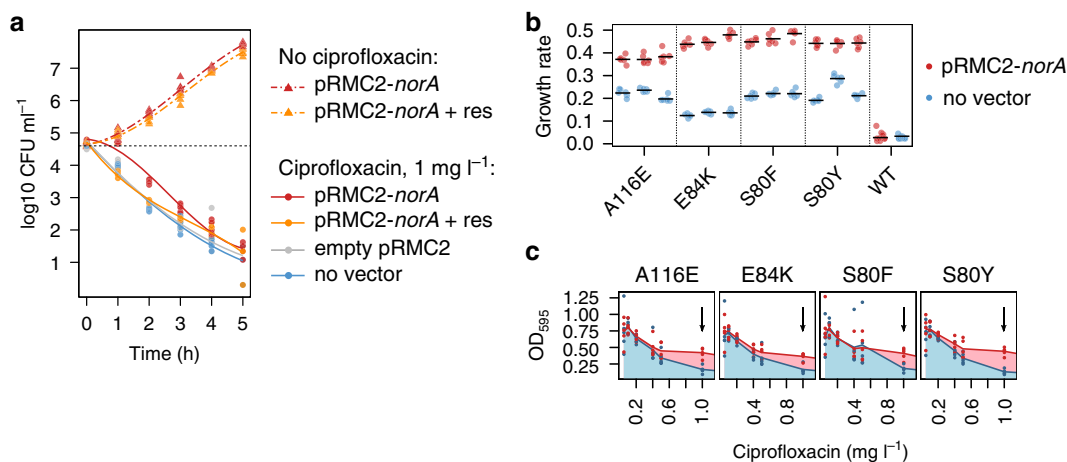 a
log10 CFU ml⁻¹
7
6
5
4
3
2
1
0 1 2 3 4 5
Time (h)
No ciprofloxacin:
pRMC2-norA
pRMC2-norA + res
Ciprofloxacin, 1 mg l⁻¹:
pRMC2-norA
pRMC2-norA + res
empty pRMC2
no vector
b
Growth rate
0.5
0.4
0.3
0.2
0.1
0.0
A116E E84K S80F S80Y WT
pRMC2-norA
no vector
c
A116E E84K S80F S80Y
OD₅₉₅
1.25
1.00
0.75
0.50
0.25
0.2 0.6 1.0 0.4 0.8 0.2 0.6 1.0 0.4 0.8
Ciprofloxacin (mg l⁻¹)